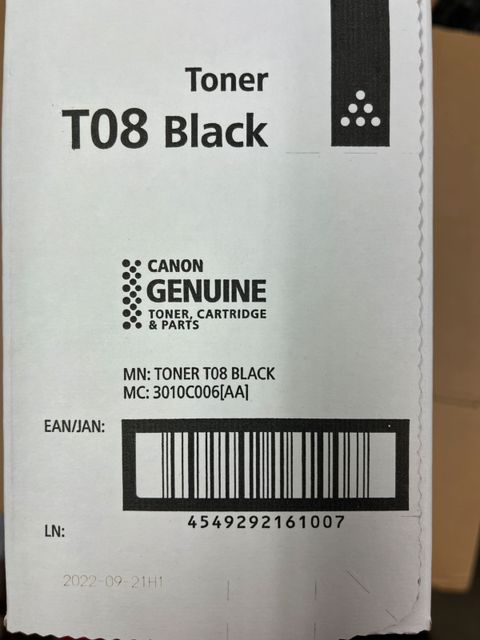 Toner
T08 Black
CANON
GENUINE
TONER, CARTRIDGE
& PARTS
MN: TONER T08 BLACK
MC: 3010C006[AA]
EAN/JAN:
4549292161007
LN:
2022-09-21H1